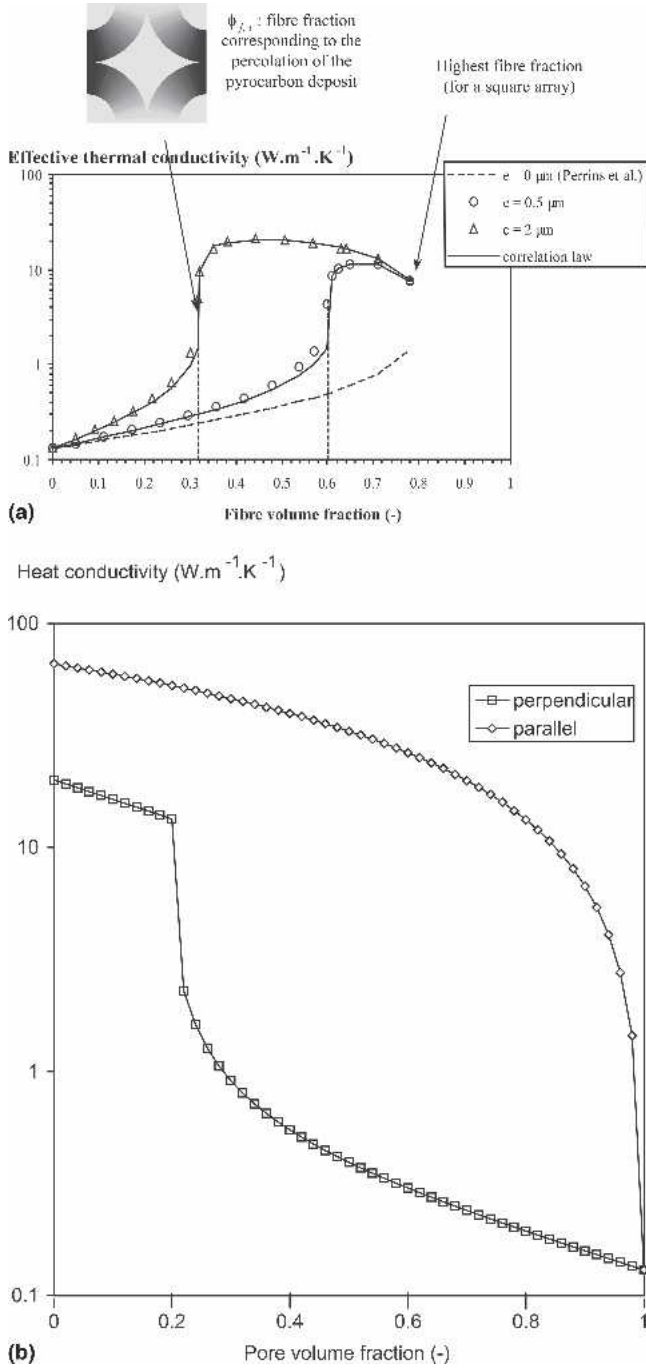 ϕ j,s : fibre fraction
corresponding to the
percolation of the
pyrocarbon deposit
Highest fibre fraction
(for a square array)
Effective thermal conductivity (W.m⁻¹.K⁻¹)
100
10
1
0.1
e = 0 μm (Perrins et al.)
e = 0.5 μm
e = 2 μm
correlation law
0 0.1 0.2 0.3 0.4 0.5 0.6 0.7 0.8 0.9 1
Fibre volume fraction (-)
(a)
Heat conductivity (W.m⁻¹.K⁻¹)
100
10
1
0.1
perpendicular
parallel
0 0.2 0.4 0.6 0.8 1
Pore volume fraction (-)
(b)